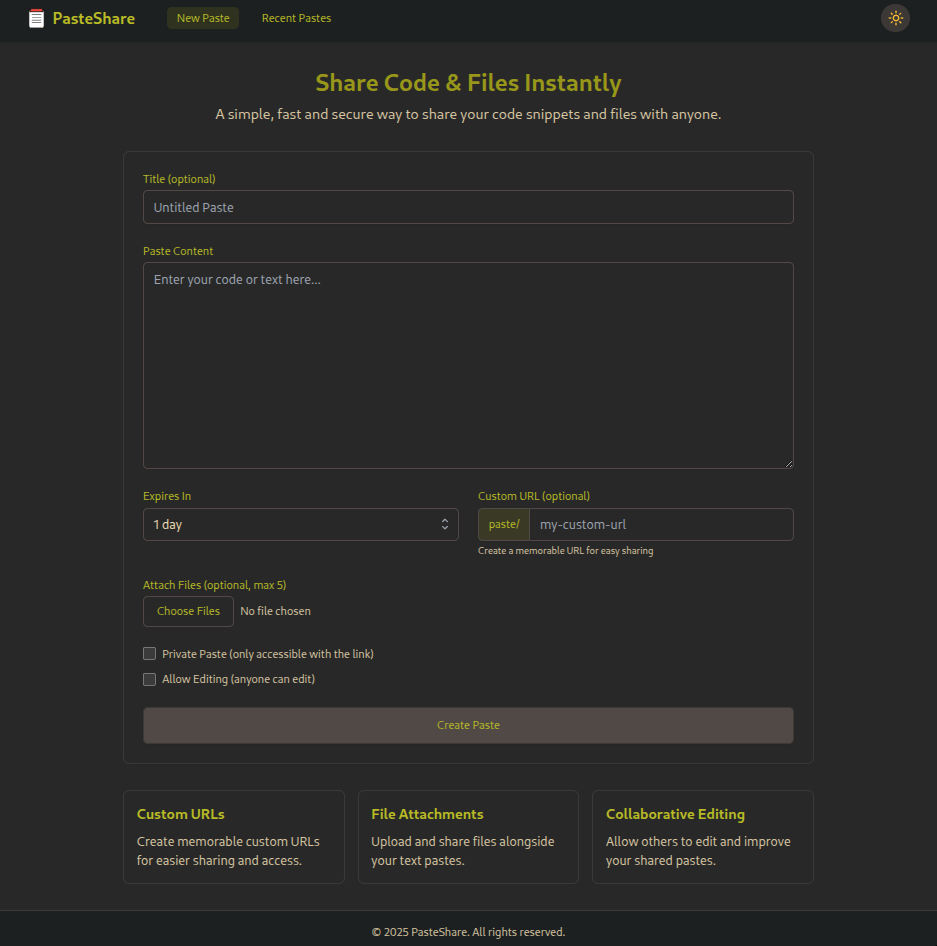 PasteShare
New Paste
Recent Pastes
Share Code & Files Instantly
A simple, fast and secure way to share your code snippets and files with anyone.
Title (optional)
Untitled Paste
Paste Content
Enter your code or text here...
Expires In
1 day
Custom URL (optional)
paste/
my-custom-url
Create a memorable URL for easy sharing
Attach Files (optional, max 5)
Choose Files
No file chosen
Private Paste (only accessible with the link)
Allow Editing (anyone can edit)
Create Paste
Custom URLs
Create memorable custom URLs
for easier sharing and access.
File Attachments
Upload and share files alongside
your text pastes.
Collaborative Editing
Allow others to edit and improve
your shared pastes.
© 2025 PasteShare. All rights reserved.